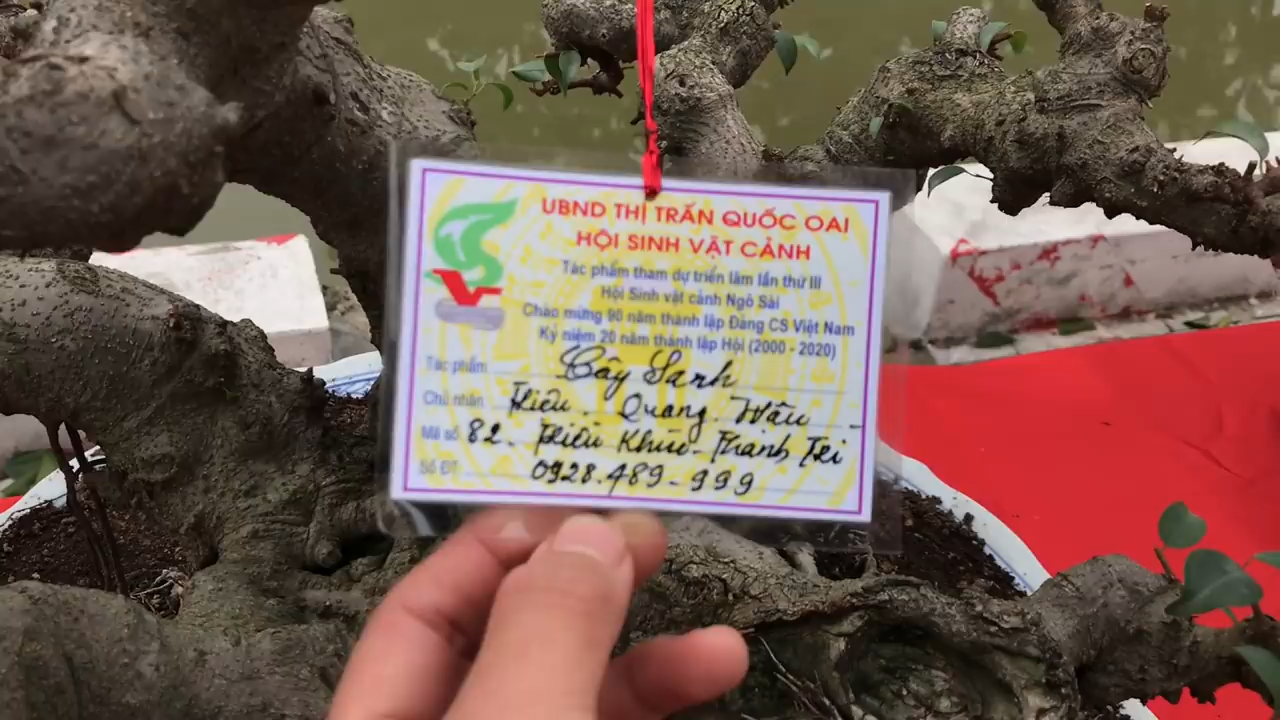 UBND THỊ TRẤN QUỐC OAI
HỘI SINH VẬT CẢNH
Tác phẩm tham dự triển lãm lần thứ III
Hội Sinh vật cảnh Ngô Sài
Chào mừng 90 năm thành lập Đảng CS Việt Nam
Kỷ niệm 20 năm thành lập Hội (2000 - 2020)
Tác phẩm Cây Sanh
Chủ nhân Triều Quang
Mã số 82. Triều Khúc - Thanh Trì
Số ĐT 0928.489-999